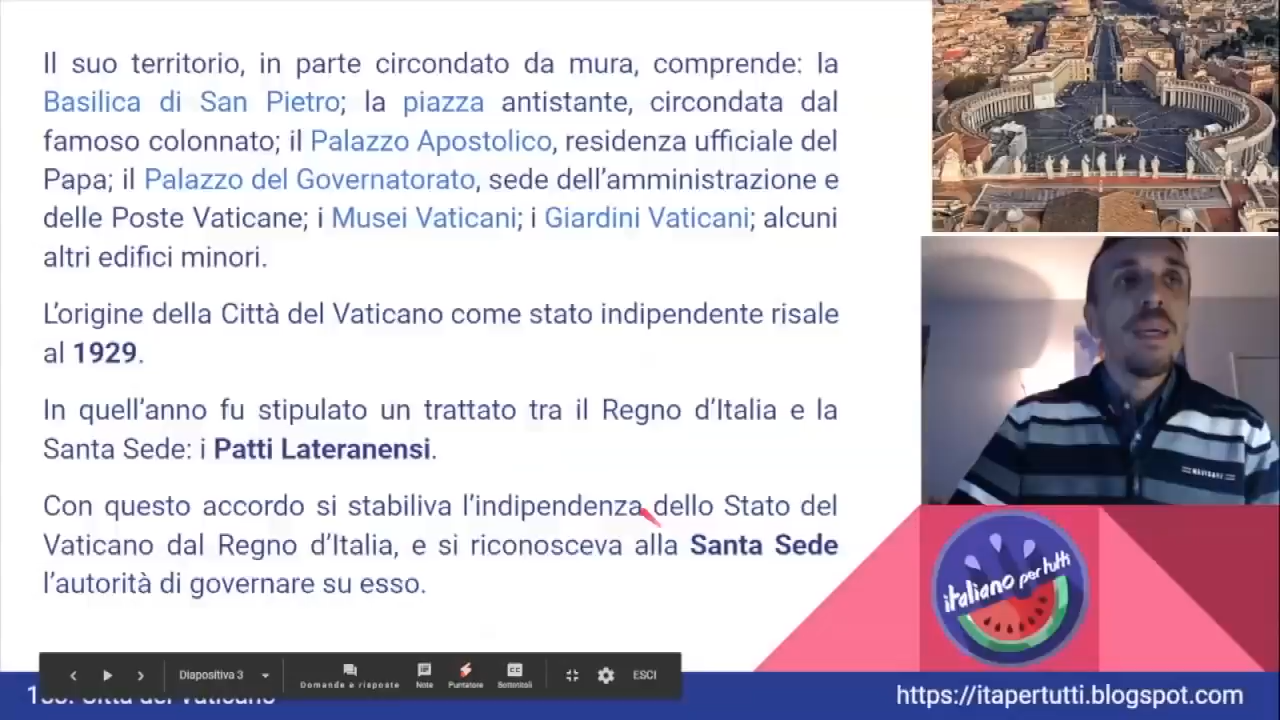 Il suo territorio, in parte circondato da mura, comprende: la
Basilica di San Pietro; la piazza antistante, circondata dal
famoso colonnato; il Palazzo Apostolico, residenza ufficiale del
Papa; il Palazzo del Governatorato, sede dell’amministrazione e
delle Poste Vaticane; i Musei Vaticani; i Giardini Vaticani; alcuni
altri edifici minori.
L’origine della Città del Vaticano come stato indipendente risale
al 1929.
In quell’anno fu stipulato un trattato tra il Regno d’Italia e la
Santa Sede: i Patti Lateranensi.
Con questo accordo si stabiliva l’indipendenza dello Stato del
Vaticano dal Regno d’Italia, e si riconosceva alla Santa Sede
l’autorità di governare su esso.
NAVIGARE
italiano per tutti
Diapositiva 3
Domande e risposte
Note
Puntatore
Sottotitoli
ESCI
Città del Vaticano
https://itapertutti.blogspot.com